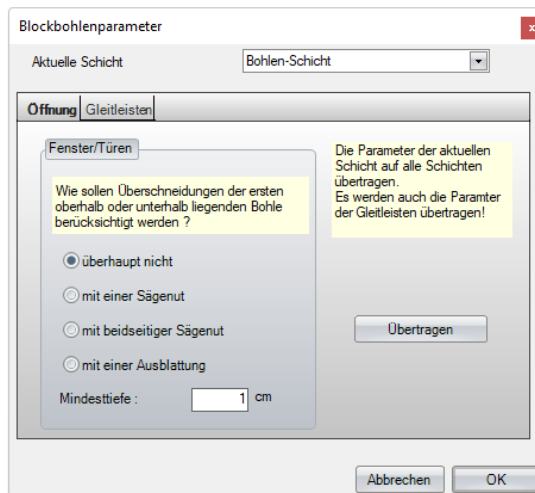 Blockbohlenparameter
x
Aktuelle Schicht
Bohlen-Schicht
Öffnung
Gleitleisten
Fenster/Türen
Wie sollen Überschneidungen der ersten
oberhalb oder unterhalb liegenden Bohle
berücksichtigt werden ?
überhaupt nicht
mit einer Sägenut
mit beidseitiger Sägenut
mit einer Ausblattung
Mindesttiefe :
1 cm
Die Parameter der aktuellen
Schicht auf alle Schichten
übertragen.
Es werden auch die Paramter
der Gleitleisten übertragen!
Übertragen
Abbrechen
OK